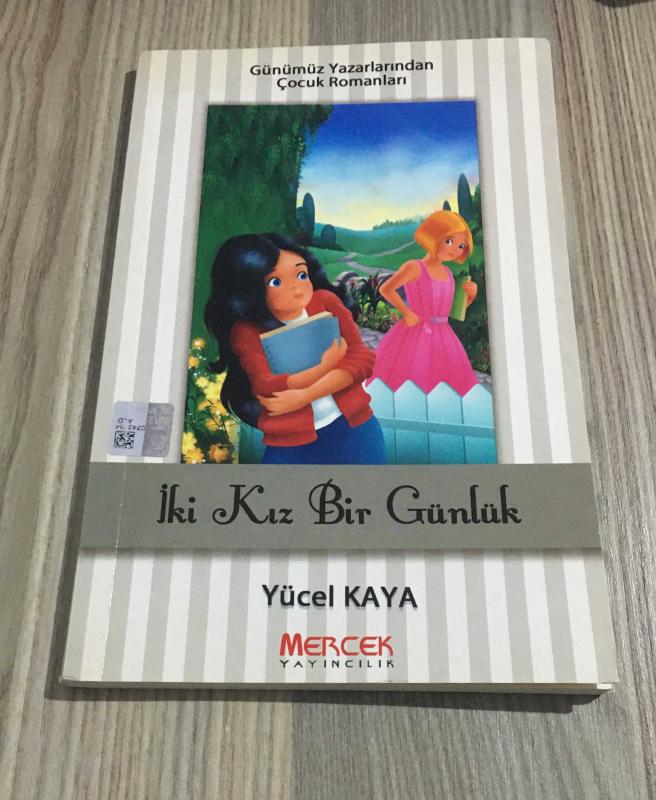 Günümüz Yazarlarından
Çocuk Romanları
İki Kız Bir Günlük
Yücel KAYA
MERCEK
YAYINCILIK